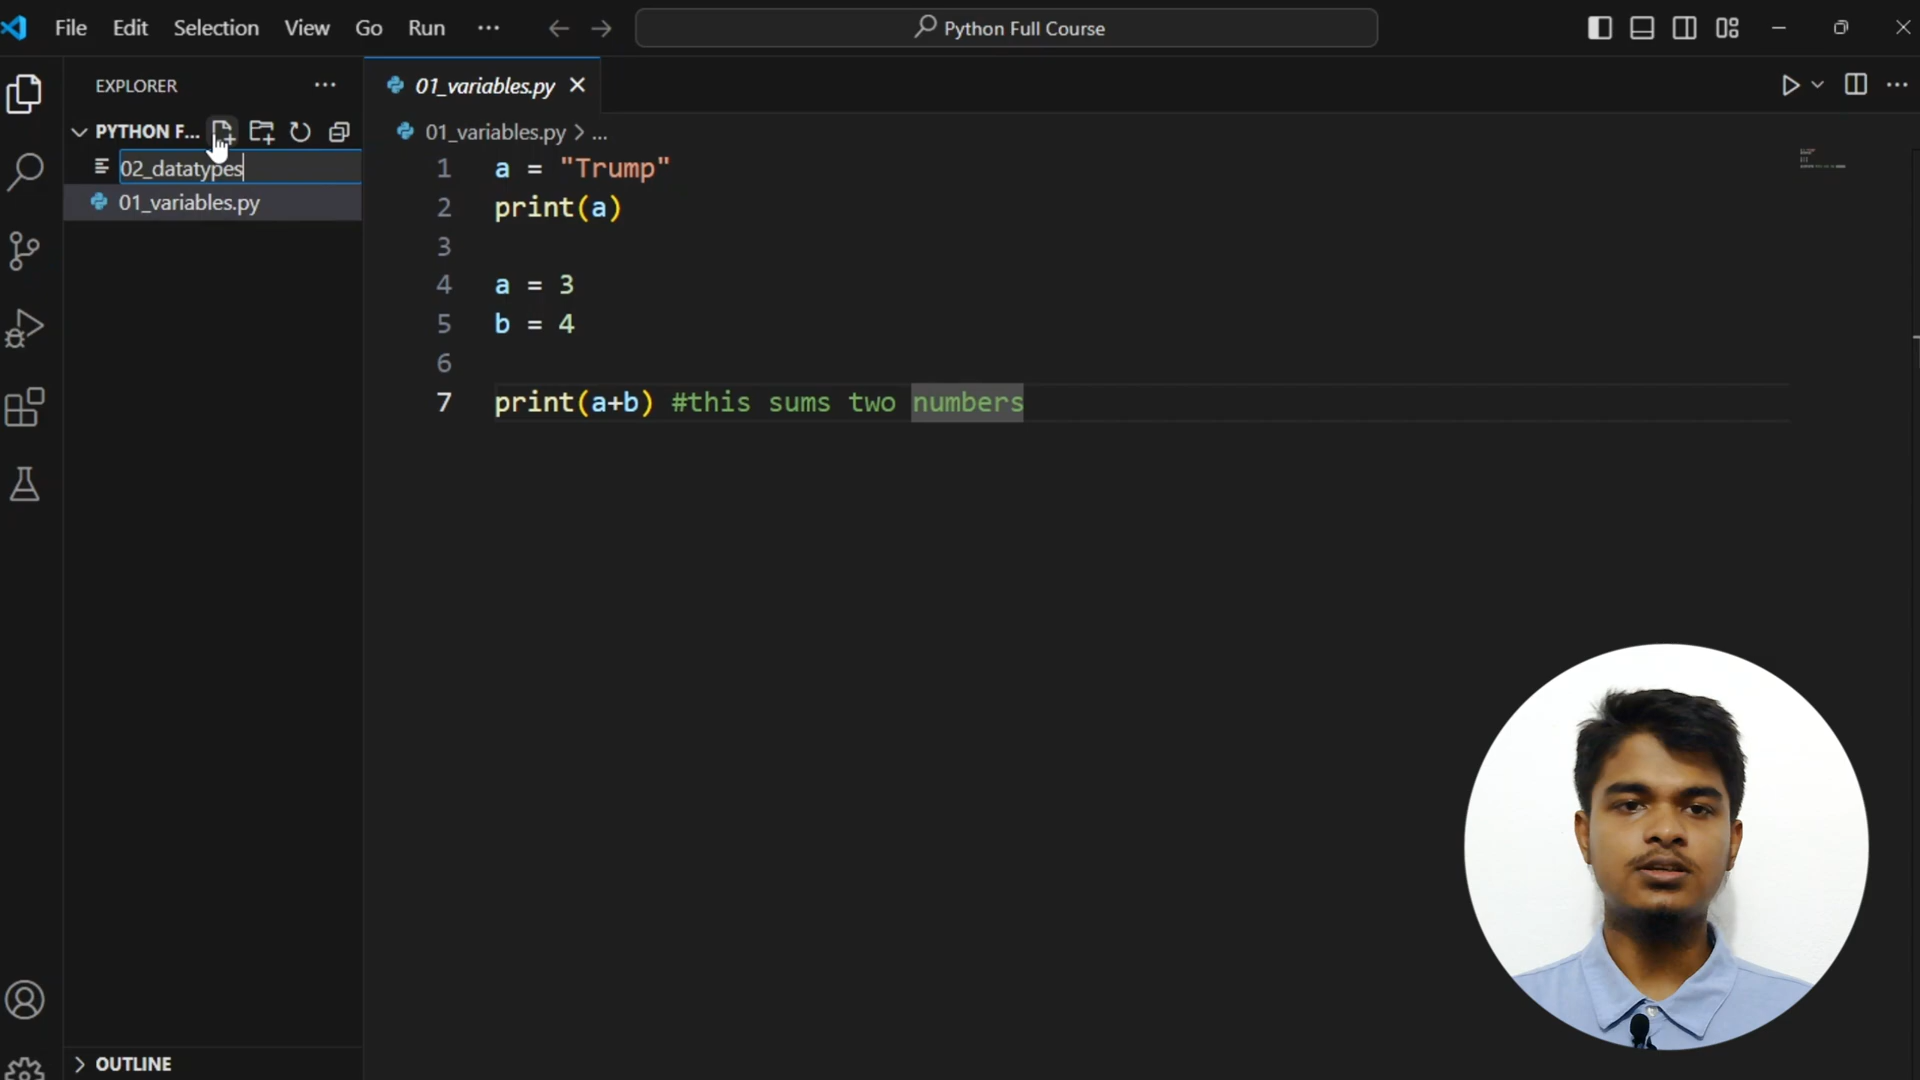 File Edit Selection View Go Run ...
Python Full Course
EXPLORER ...
PYTHON F...
02_datatypes
01_variables.py
OUTLINE
01_variables.py
01_variables.py > ...
1 a = "Trump"
2 print(a)
3
4 a = 3
5 b = 4
6
7 print(a+b) #this sums two numbers